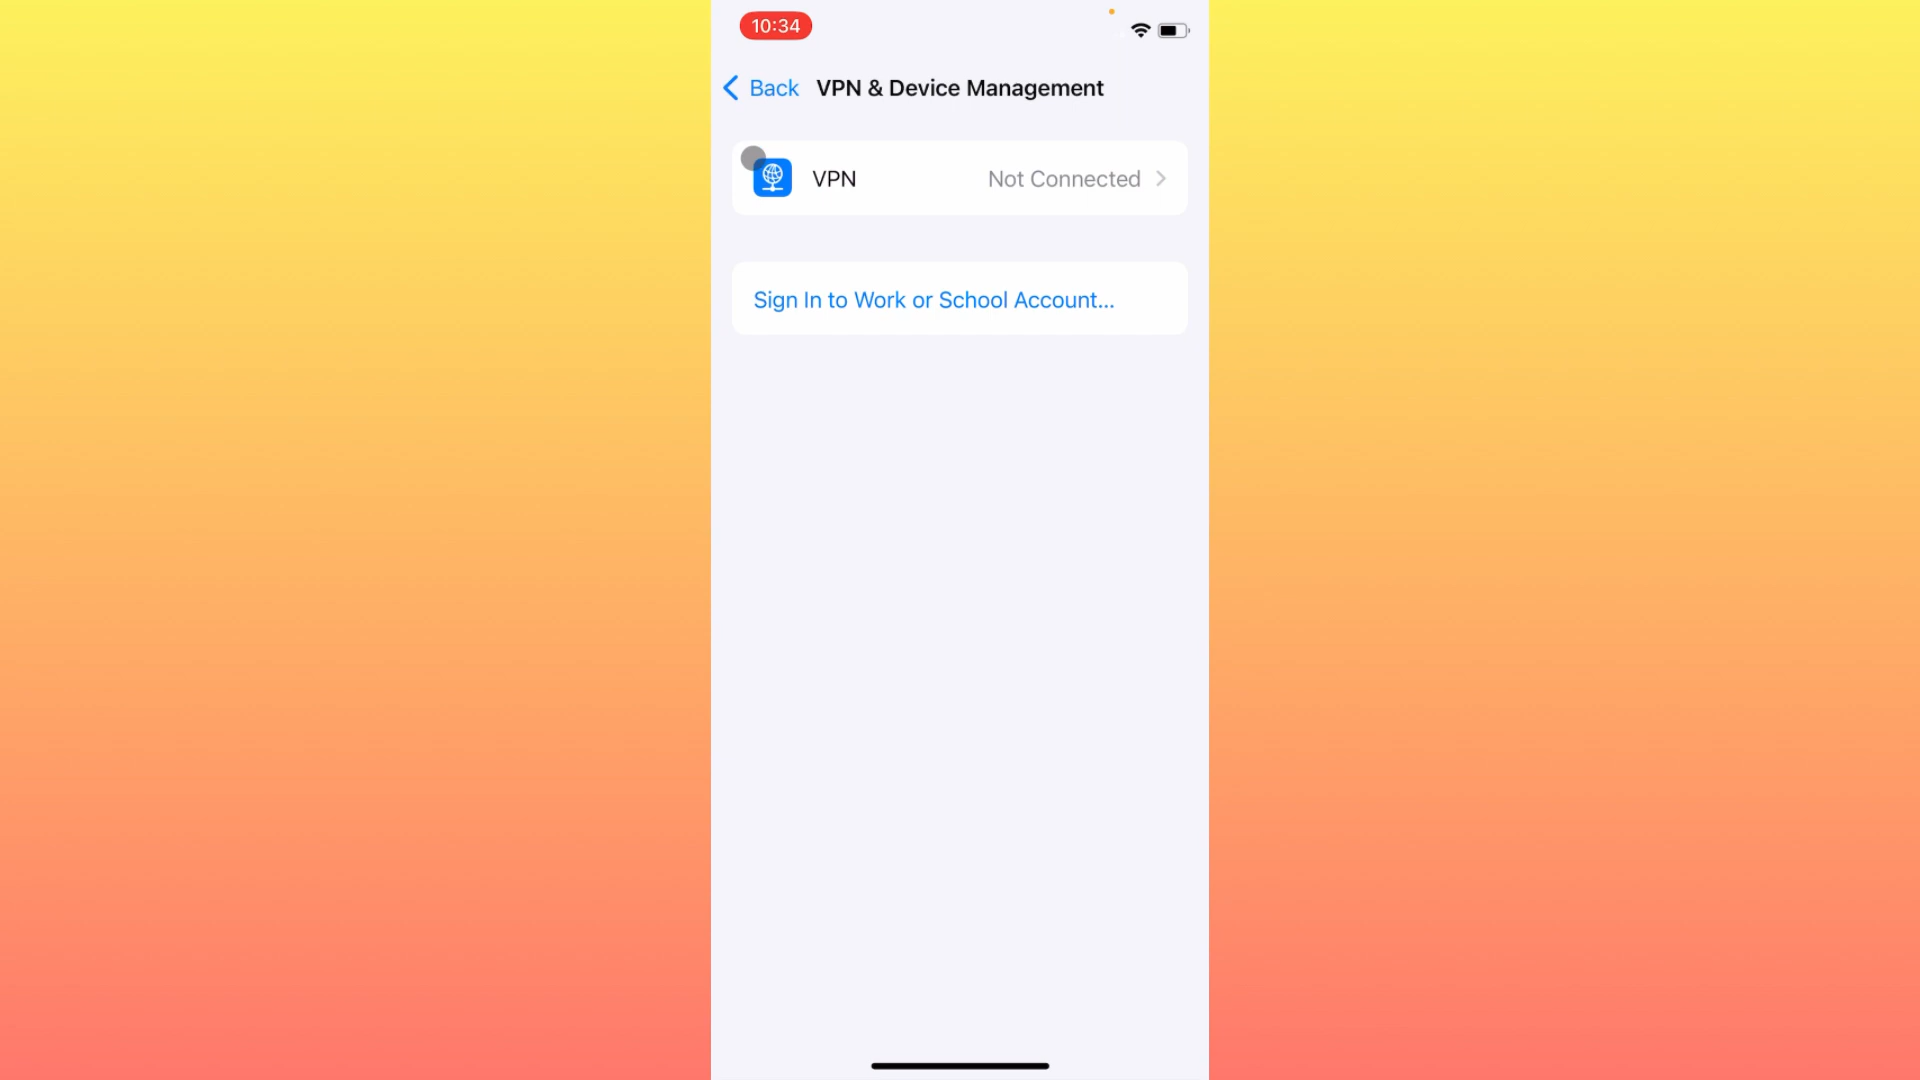 10:34
Back VPN & Device Management
VPN Not Connected
Sign In to Work or School Account...